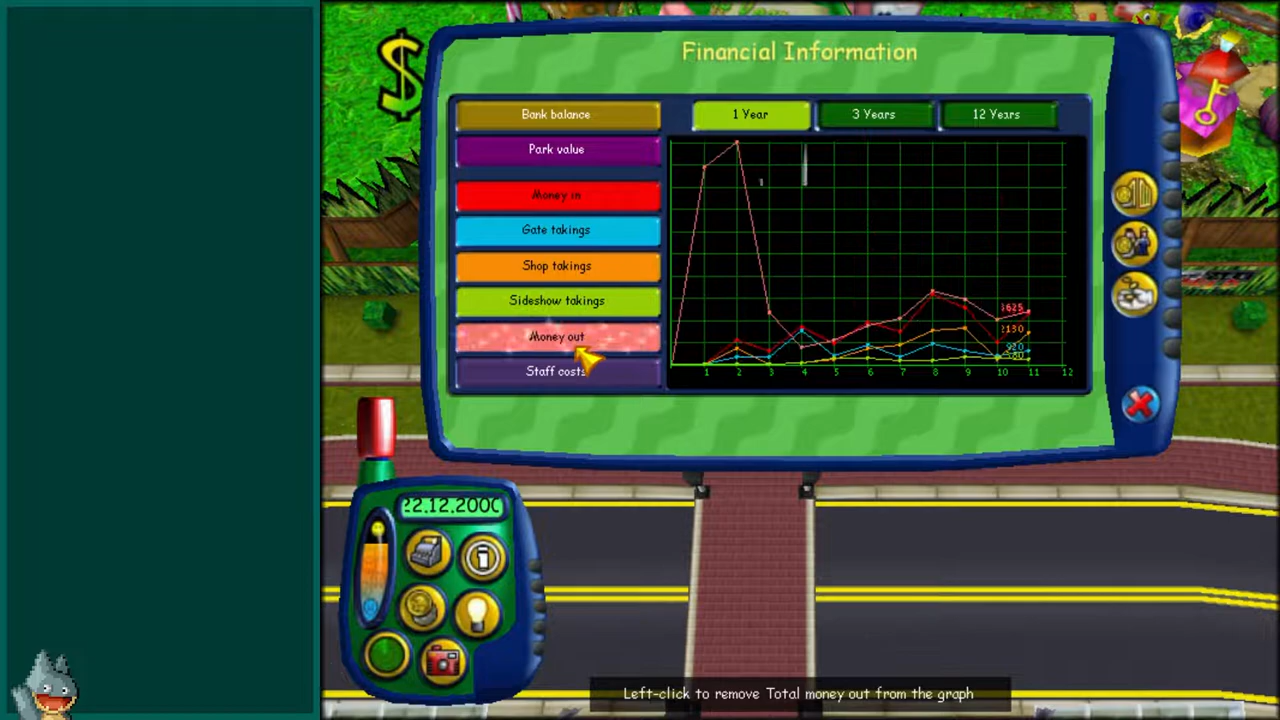 Financial Information
Bank balance
1 Year
3 Years
12 Years
Park value
Money in
Gate takings
Shop takings
Sideshow takings
Money out
Staff costs
1 2 3 4 5 6 7 8 9 10 11 12
22.12.2000
Left-click to remove Total money out from the graph